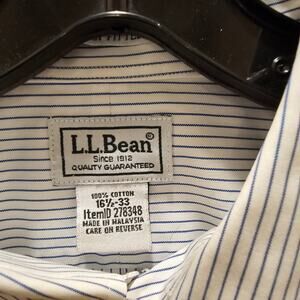 L.L.Bean®
Since 1912
QUALITY GUARANTEED
100% COTTON
16½-33
ItemID 278348
MADE IN MALAYSIA
CARE ON REVERSE